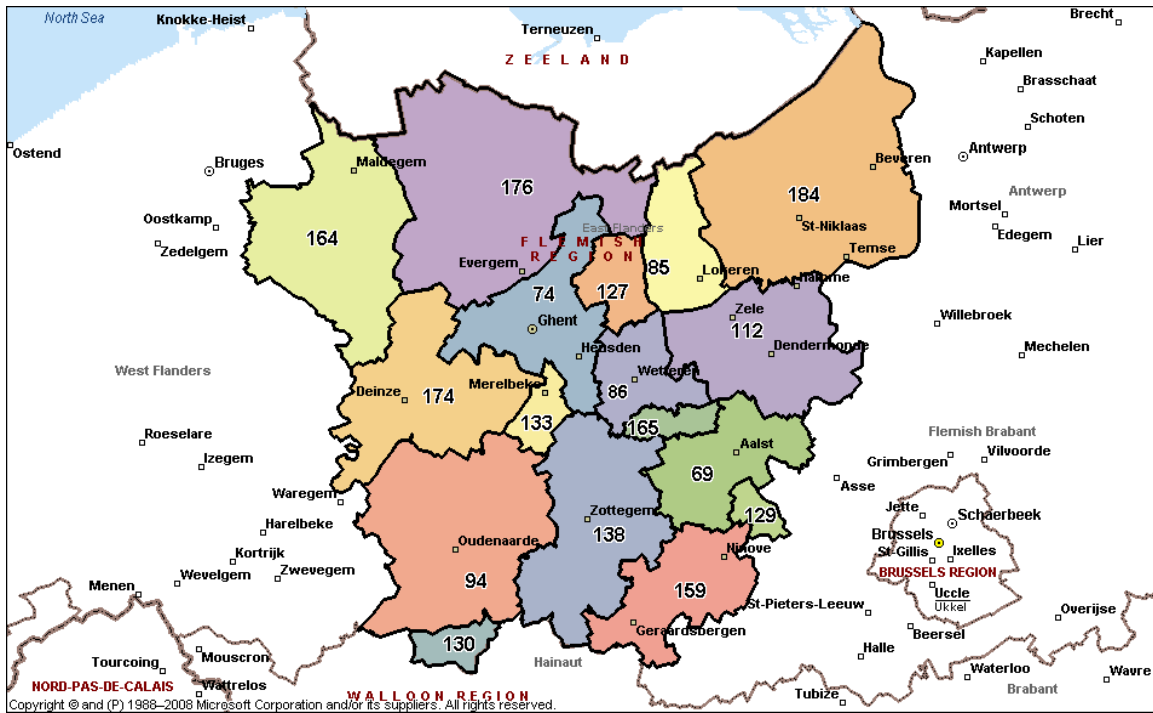 North Sea
Knokke-Heist
Terneuzen
ZEELAND
Brecht
Kapellen
Brasschaat
Schoten
Ostend
Bruges
Maldegem
176
Beveren
Antwerp
Antwerp
184
Mortsel
Oostkamp
St-Niklaas
Edegem
Zedelgem
164
East Flanders
FLEMISH
REGION
Lier
Temse
Evergem
85
Lokeren
Hamme
74
127
Zele
Willebroek
Ghent
112
Heusden
Dendermonde
Mechelen
West Flanders
Wetteren
Deinze
174
Merelbeke
86
133
165
Roeselare
Aalst
Flemish Brabant
Izegem
Grimbergen
Vilvoorde
69
Asse
Waregem
Jette
129
Zottegem
Schaerbeek
Harelbeke
138
Brussels
Oudenaarde
Ninove
St-Gillis
Ixelles
Kortrijk
Zwevegem
BRUSSELS REGION
Menen
Wevelgem
94
159
Uccle
Ukkel
St-Pieters-Leeuw
Overijse
Geraardsbergen
Beersel
130
Mouscron
Halle
Tourcoing
Hainaut
Waterloo
Wavre
NORD-PAS-DE-CALAIS
Wattrelos
WALLOON REGION
Tubize
Brabant
Copyright © and (P) 1988–2008 Microsoft Corporation and/or its suppliers. All rights reserved.